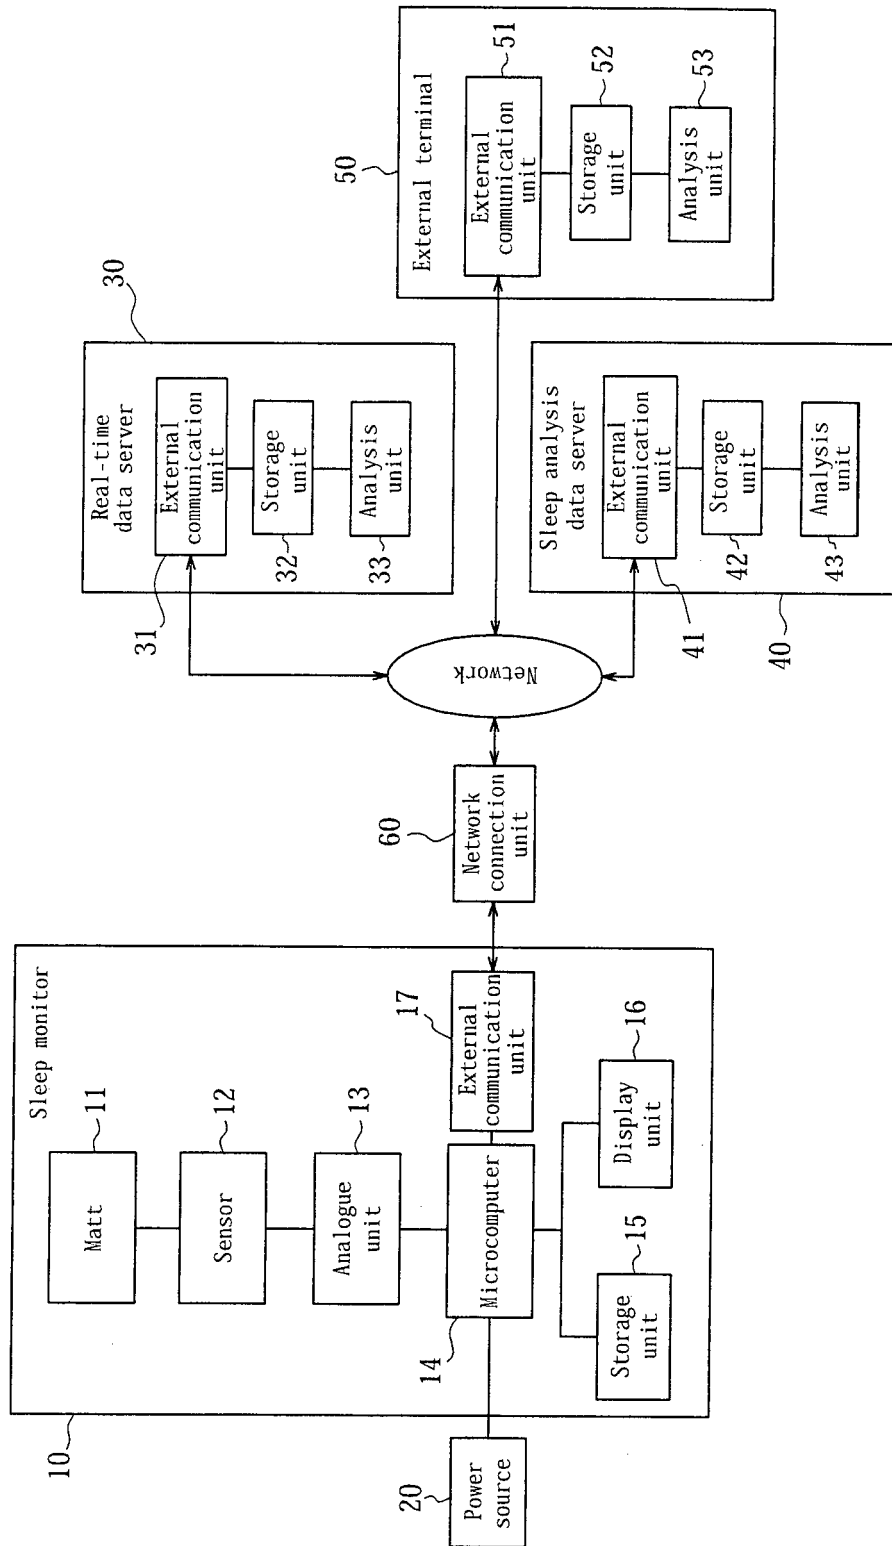 10
Sleep monitor
Matt
11
Sensor
12
Analogue
unit
13
Microcomputer
14
External
communication
unit
17
Storage
unit
15
Display
unit
16
20
Power
source
60
Network
connection
unit
Network
30
Real-time
data server
31
External
communication
unit
32
Storage
unit
33
Analysis
unit
50
External terminal
External
communication
unit
51
Storage
unit
52
Analysis
unit
53
Sleep analysis
data server
External
communication
unit
41
Storage
unit
42
Analysis
unit
43
40